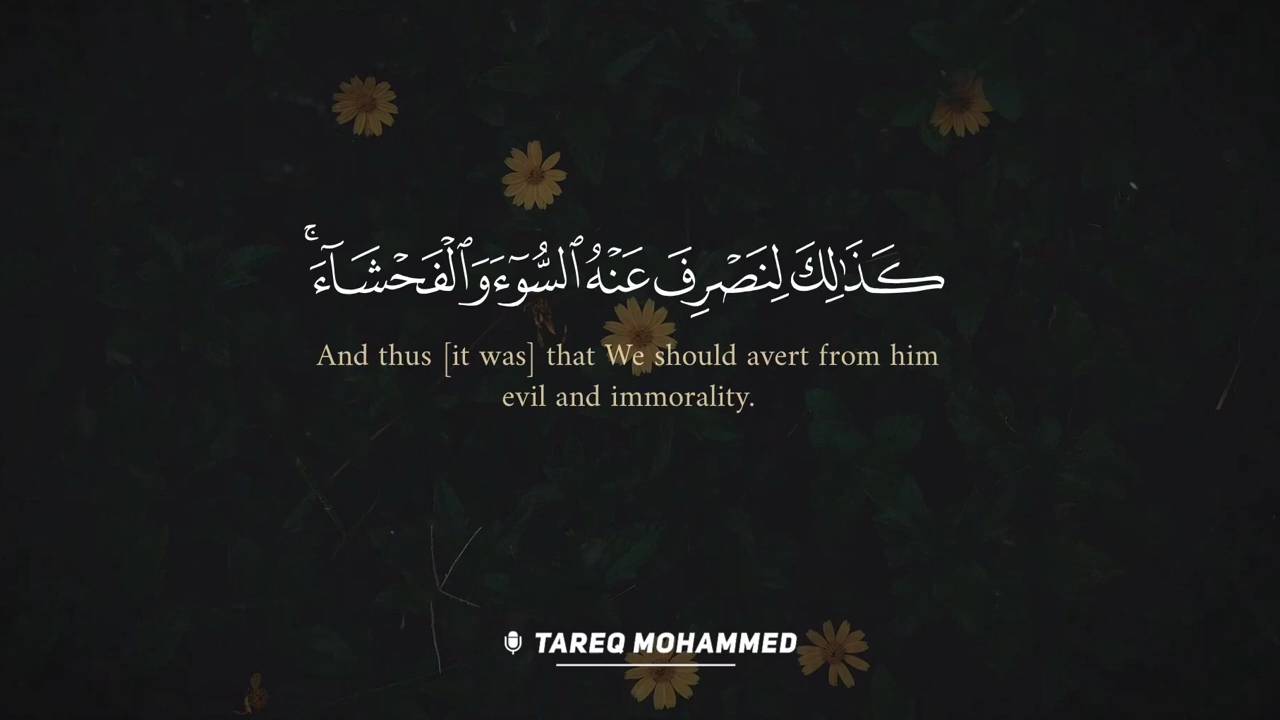 كَذَٰلِكَ لِنَصْرِفَ عَنْهُ ٱلسُّوٓءَ وَٱلْفَحْشَآءَ ۚ
And thus [it was] that We should avert from him
evil and immorality.
TAREQ MOHAMMED